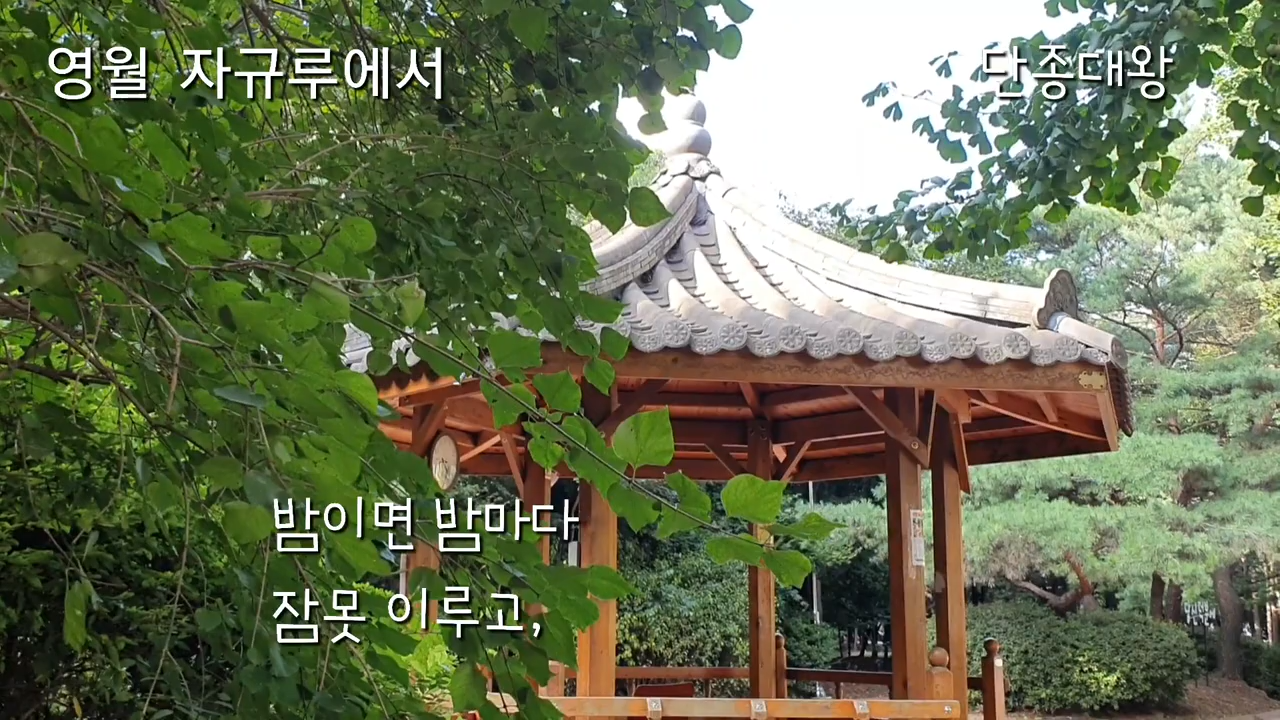 영월 자규루에서
단종대왕
밤이면 밤마다
잠못 이루고,